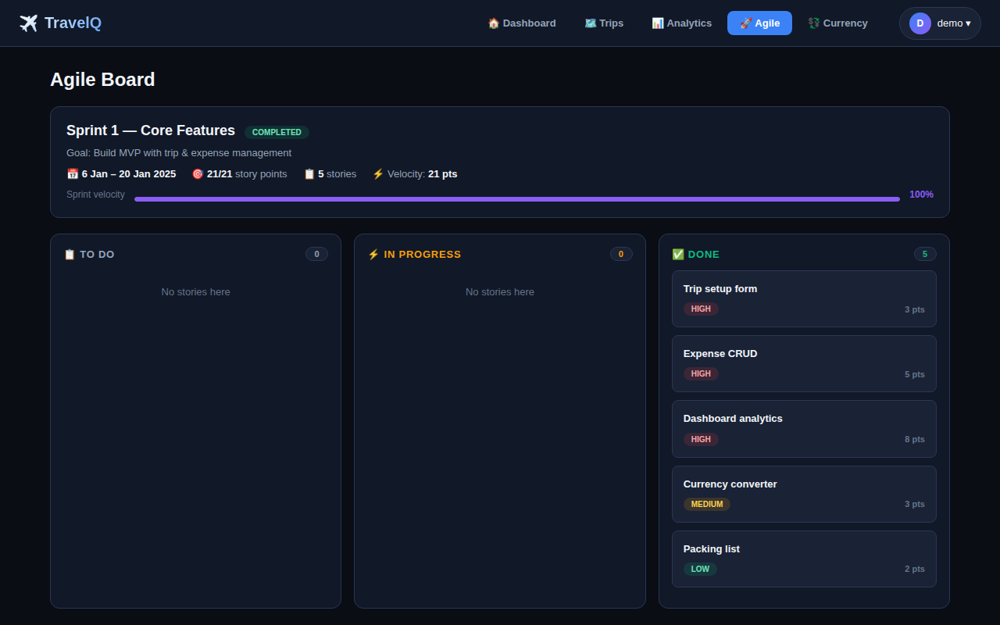 ✈️ TravelQ
🏠 Dashboard
🗺️ Trips
📊 Analytics
🚀 Agile
💱 Currency
D demo ▾
Agile Board
Sprint 1 — Core Features COMPLETED
Goal: Build MVP with trip & expense management
📅 6 Jan – 20 Jan 2025 🎯 21/21 story points 📋 5 stories ⚡ Velocity: 21 pts
Sprint velocity 100%
📋 TO DO 0
No stories here
⚡ IN PROGRESS 0
No stories here
✅ DONE 5
Trip setup form
HIGH 3 pts
Expense CRUD
HIGH 5 pts
Dashboard analytics
HIGH 8 pts
Currency converter
MEDIUM 3 pts
Packing list
LOW 2 pts